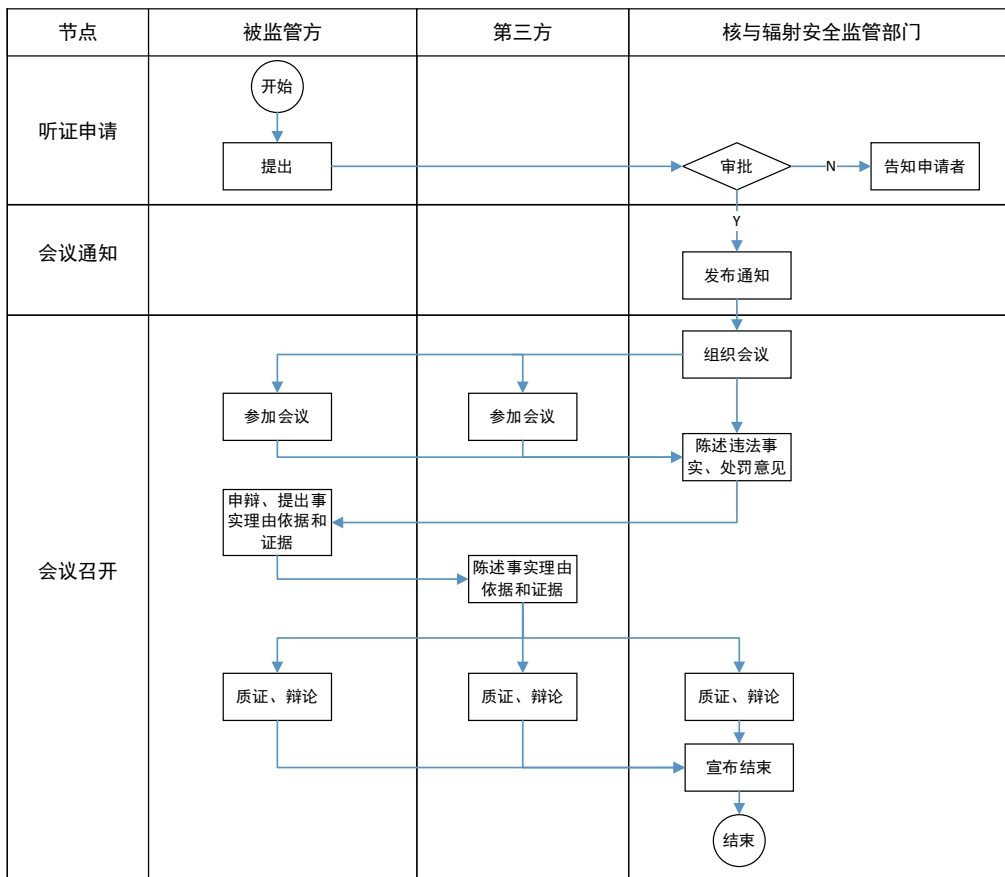 节点
被监管方
第三方
核与辐射安全监管部门
听证申请
开始
提出
审批
N
告知申请者
Y
会议通知
发布通知
会议召开
组织会议
参加会议
参加会议
陈述违法事
实、处罚意见
申辩、提出事
实理由依据和
证据
陈述事实理由
依据和证据
质证、辩论
质证、辩论
质证、辩论
宣布结束
结束